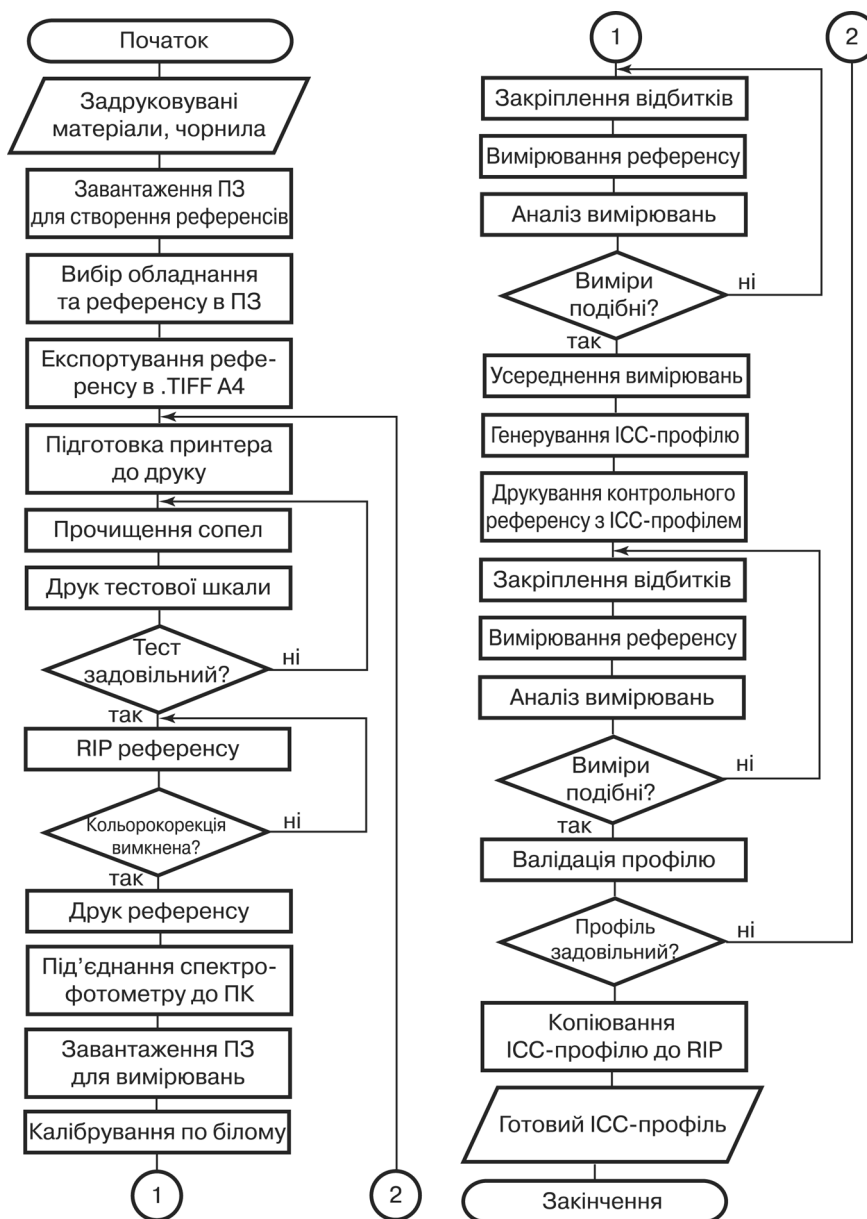 Початок
Задруковувані
матеріали, чорнила
Завантаження ПЗ
для створення референсів
Вибір обладнання
та референсу в ПЗ
Експортування рефе-
ренсу в .TIFF A4
Підготовка принтера
до друку
Прочищення сопел
Друк тестової шкали
Тест
задовільний?
ні
так
RIP референсу
Кольорокорекція
вимкнена?
ні
так
Друк референсу
Під’єднання спектро-
фотометру до ПК
Завантаження ПЗ
для вимірювань
Калібрування по білому
1
2
1
2
Закріплення відбитків
Вимірювання референсу
Аналіз вимірювань
Виміри
подібні?
ні
так
Усереднення вимірювань
Генерування ICC-профілю
Друкування контрольного
референсу з ICC-профілем
Закріплення відбитків
Вимірювання референсу
Аналіз вимірювань
Виміри
подібні?
ні
так
Валідація профілю
Профіль
задовільний?
ні
Копіювання
ICC-профілю до RIP
Готовий ICC-профіль
Закінчення